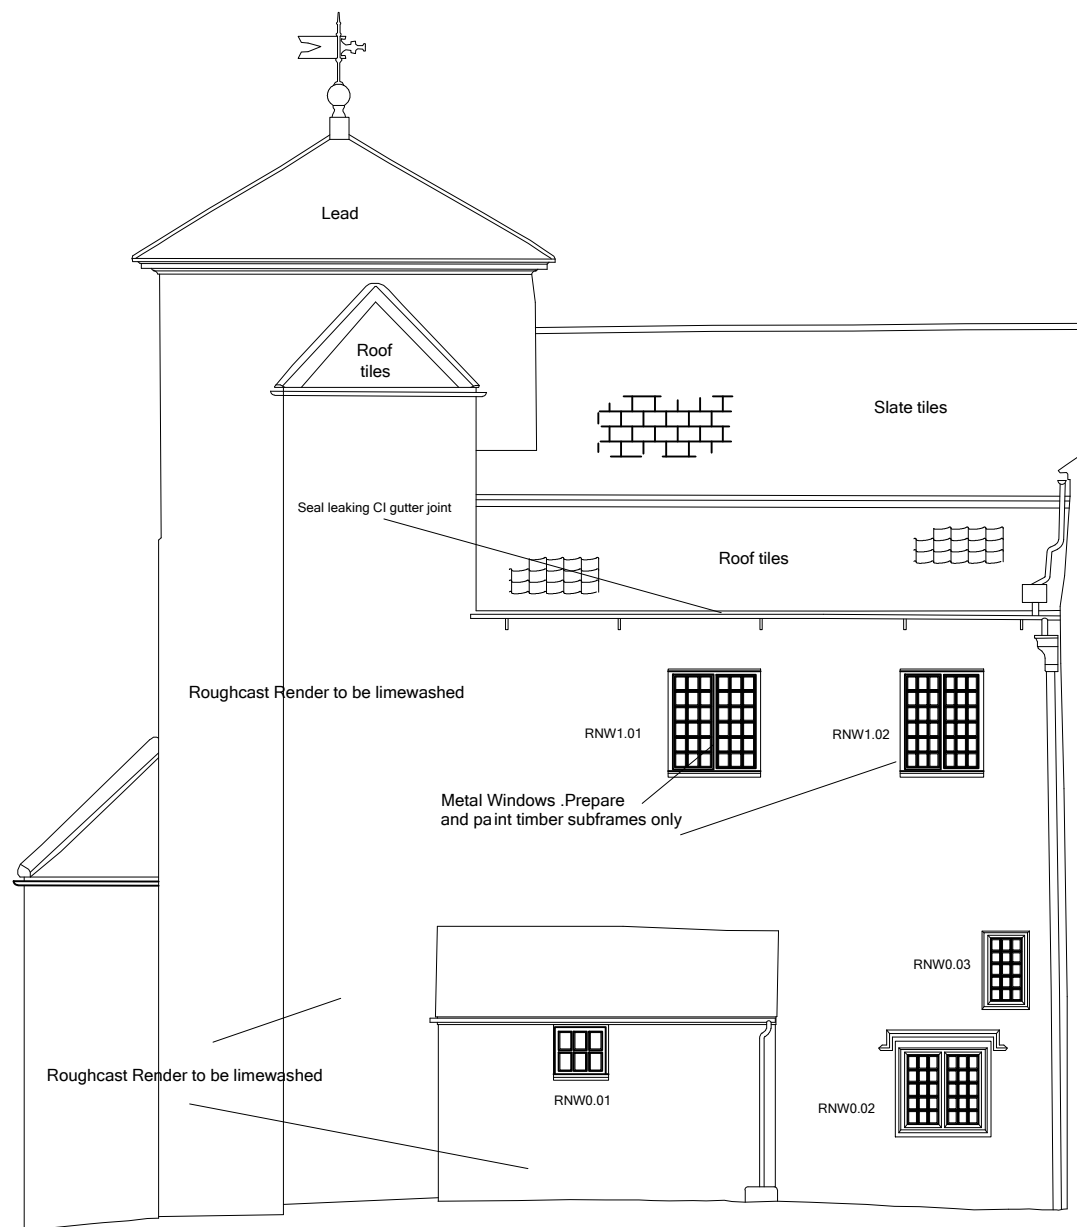 Lead
Roof
tiles
Slate tiles
Seal leaking CI gutter joint
Roof tiles
Roughcast Render to be limewashed
RNW1.01
RNW1.02
Metal Windows .Prepare
and paint timber subframes only
RNW0.03
Roughcast Render to be limewashed
RNW0.01
RNW0.02